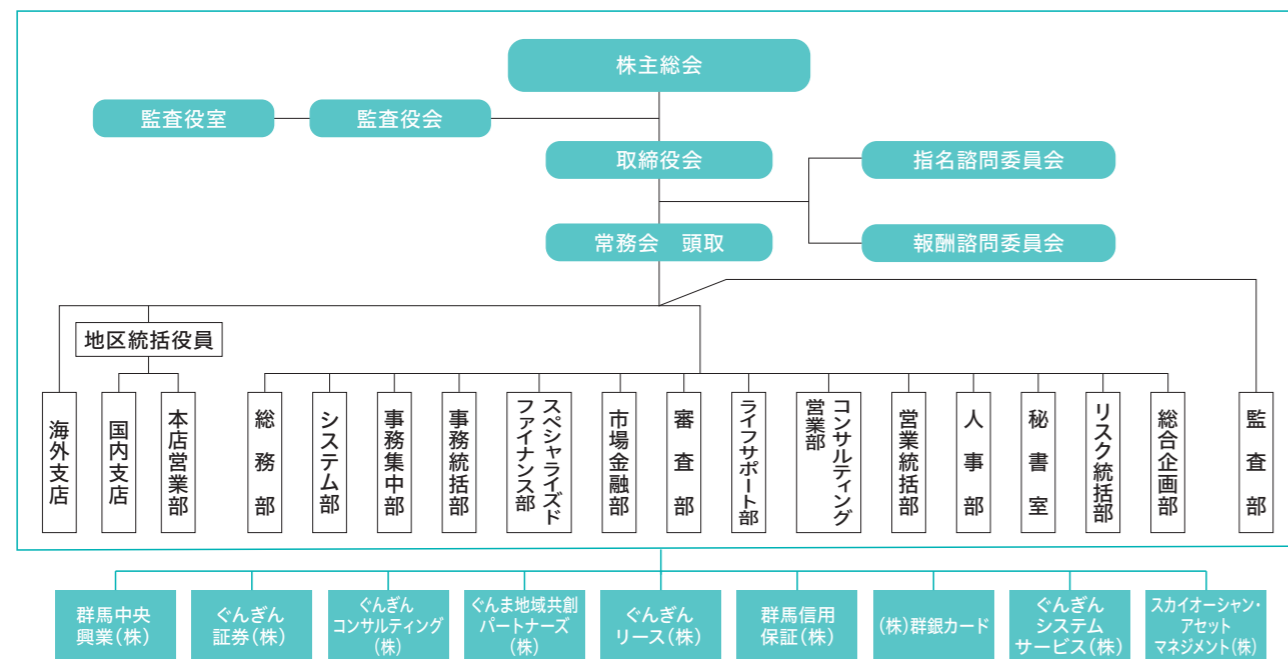 株主総会
監査役室
監査役会
取締役会
指名諮問委員会
常務会　頭取
報酬諮問委員会
地区統括役員
海外支店
国内支店
本店営業部
総務部
システム部
事務集中部
事務統括部
スペシャライズド
ファイナンス部
市場金融部
審査部
ライフサポート部
コンサルティング
営業部
営業統括部
人事部
秘書室
リスク統括部
総合企画部
監査部
群馬中央
興業(株)
ぐんぎん
証券(株)
ぐんぎん
コンサルティング
(株)
ぐんま地域共創
パートナーズ
(株)
ぐんぎん
リース(株)
群馬信用
保証(株)
(株)群銀カード
ぐんぎん
システム
サービス(株)
スカイオーシャン・
アセット
マネジメント(株)